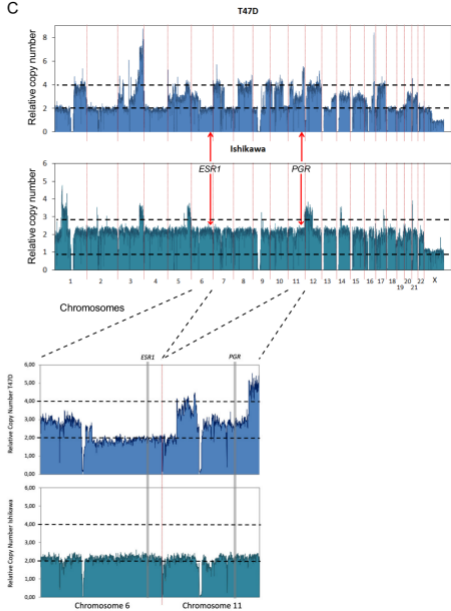 C
T47D
Relative copy number
8
6
4
2
0
Ishikawa
ESR1
PGR
Relative copy number
6
5
4
3
2
1
0
1 2 3 4 5 6 7 8 9 10 11 12 13 14 15 16 17 18 19 20 21 22 X
Chromosomes
ESR1
PGR
Relative Copy Number T47D
6,00
5,00
4,00
3,00
2,00
1,00
0,00
Relative Copy Number Ishikawa
6,00
5,00
4,00
3,00
2,00
1,00
0,00
Chromosome 6
Chromosome 11